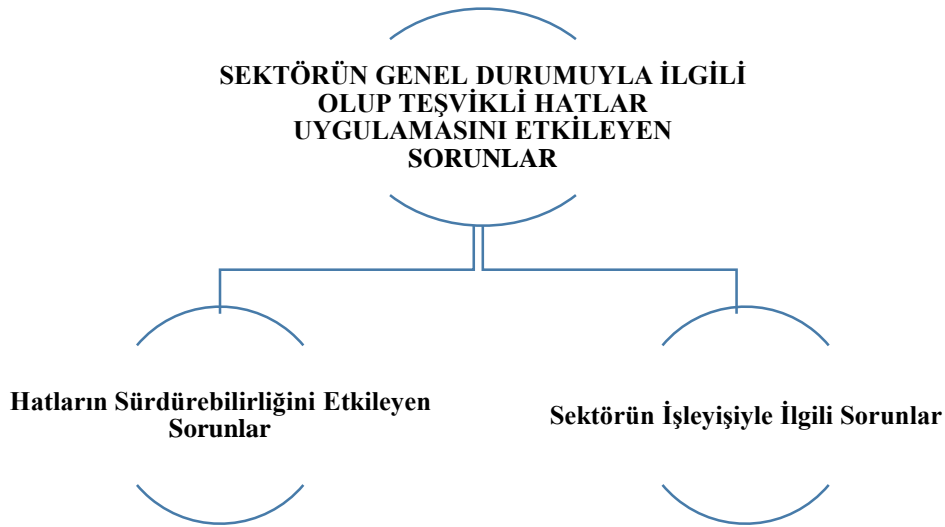 SEKTÖRÜN GENEL DURUMUYLA İLGİLİ
OLUP TEŞVİKLİ HATLAR
UYGULAMASINI ETKİLEYEN
SORUNLAR
Hatların Sürdürebilirliğini Etkileyen
Sorunlar
Sektörün İşleyişiyle İlgili Sorunlar